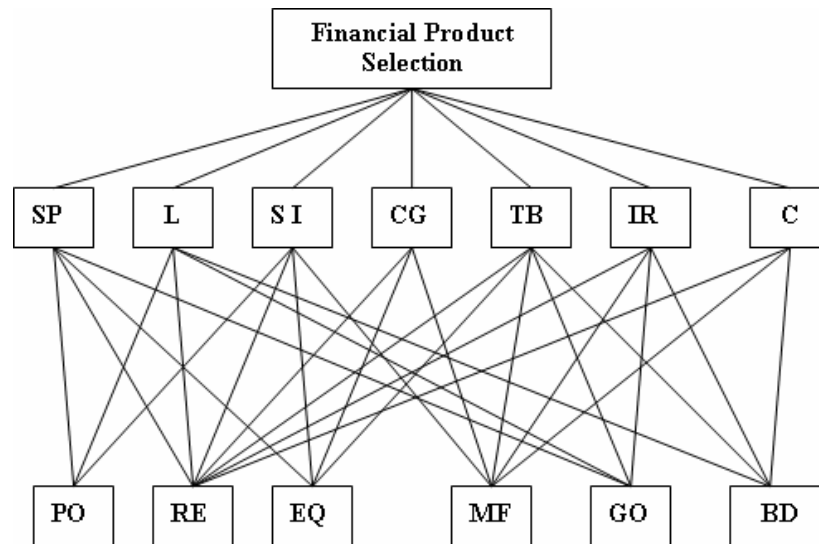 Financial Product
Selection
SP L S I CG TB IR C
PO RE EQ MF GO BD